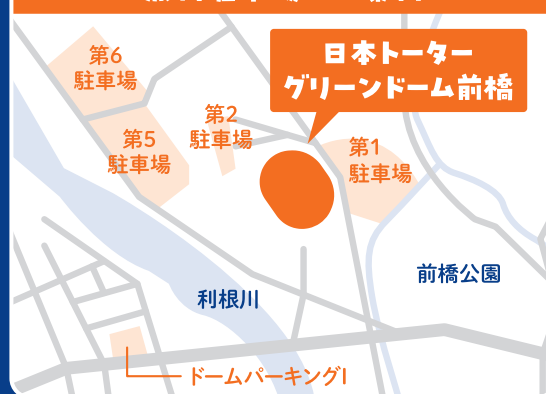 日本トーター
グリーンドーム前橋
第6
駐車場
第2
駐車場
第5
駐車場
第1
駐車場
前橋公園
利根川
ドームパーキングI